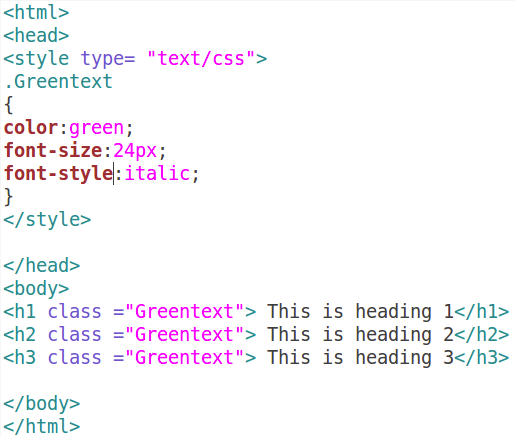 <html>
<head>
<style type= "text/css">
.Greentext
{
color:green;
font-size:24px;
font-style:italic;
}
</style>
</head>
<body>
<h1 class ="Greentext"> This is heading 1</h1>
<h2 class ="Greentext"> This is heading 2</h2>
<h3 class ="Greentext"> This is heading 3</h3>
</body>
</html>